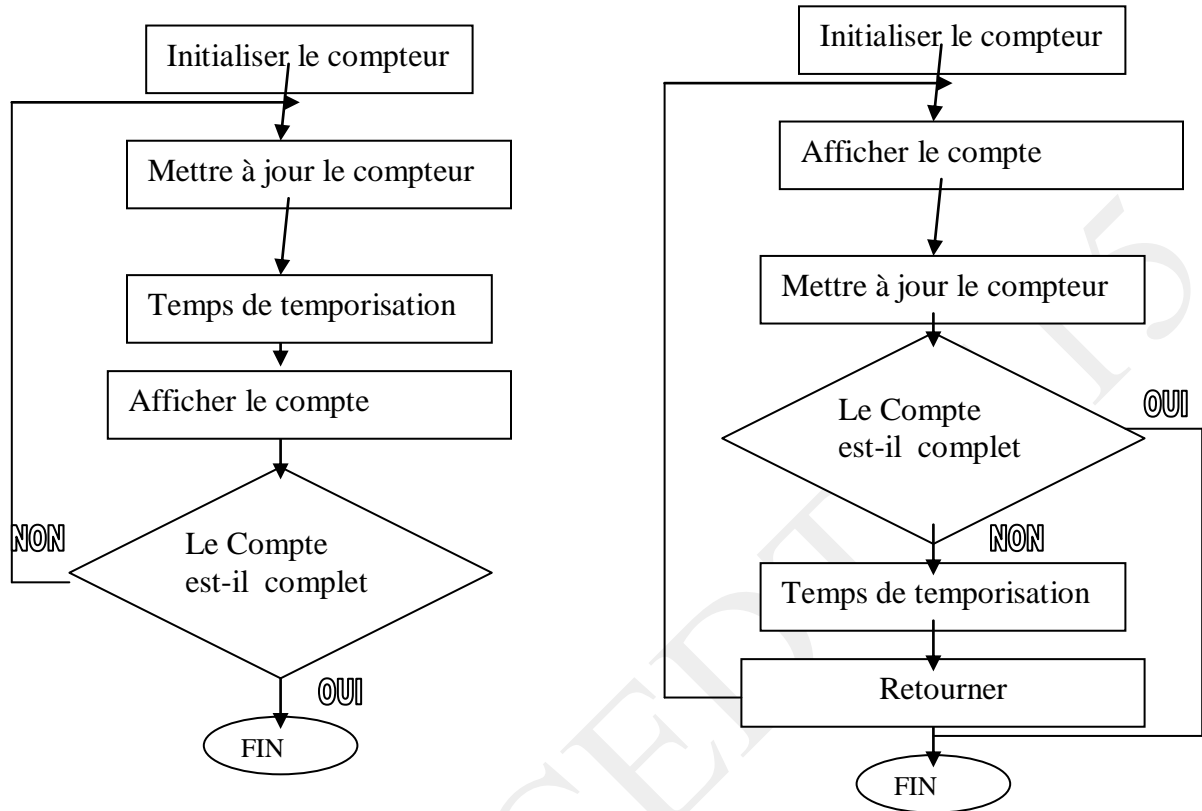 Initialiser le compteur
Mettre à jour le compteur
Temps de temporisation
Afficher le compte
Le Compte
est-il  complet
NON
OUI
FIN
Initialiser le compteur
Afficher le compte
Mettre à jour le compteur
Le Compte
est-il  complet
OUI
NON
Temps de temporisation
Retourner
FIN